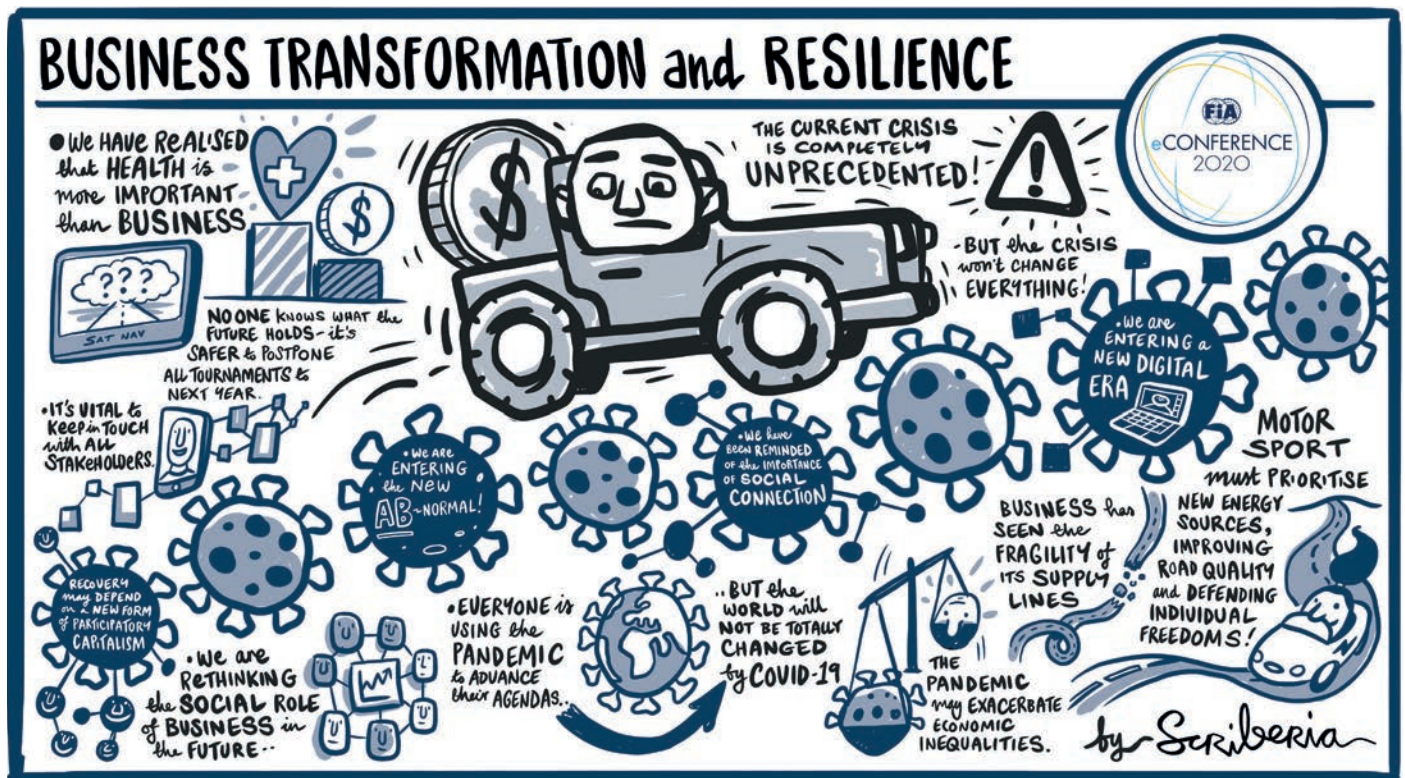 BUSINESS TRANSFORMATION and RESILIENCE
FiA
eCONFERENCE
2020
• WE HAVE REALISED
that HEALTH is
more IMPORTANT
than BUSINESS
$
$
THE CURRENT CRISIS
IS COMPLETELY
UNPRECEDENTED!
!
- BUT the CRISIS
won't CHANGE
EVERYTHING!
???
SAT NAV
NO ONE KNOWS WHAT the
FUTURE HOLDS - it's
SAFER to POSTPONE
ALL TOURNAMENTS to
NEXT YEAR.
• We are
ENTERING a
NEW DIGITAL
ERA
• IT'S VITAL to
KEEP in TOUCH
with ALL
STAKEHOLDERS.
• WE ARE
ENTERING
the NEW
AB-NORMAL!
• We have
BEEN REMINDED
of the IMPORTANCE
OF SOCIAL
CONNECTION
MOTOR
SPORT
must PRIORITISE
NEW ENERGY
SOURCES,
IMPROVING
ROAD QUALITY
and DEFENDING
INDIVIDUAL
FREEDOMS!
BUSINESS has
SEEN the
FRAGILITY of
ITS SUPPLY
LINES
RECOVERY
may DEPEND
on a NEW FORM
of PARTICIPATORY
CAPITALISM
• We are
RETHINKING
the SOCIAL ROLE
of BUSINESS in
the FUTURE..
• EVERYONE is
USING the
PANDEMIC
to ADVANCE
their AGENDAS..
..BUT the
WORLD will
NOT BE TOTALLY
CHANGED
by COVID-19
THE
PANDEMIC
may EXACERBATE
ECONOMIC
INEQUALITIES.
by Scriberia